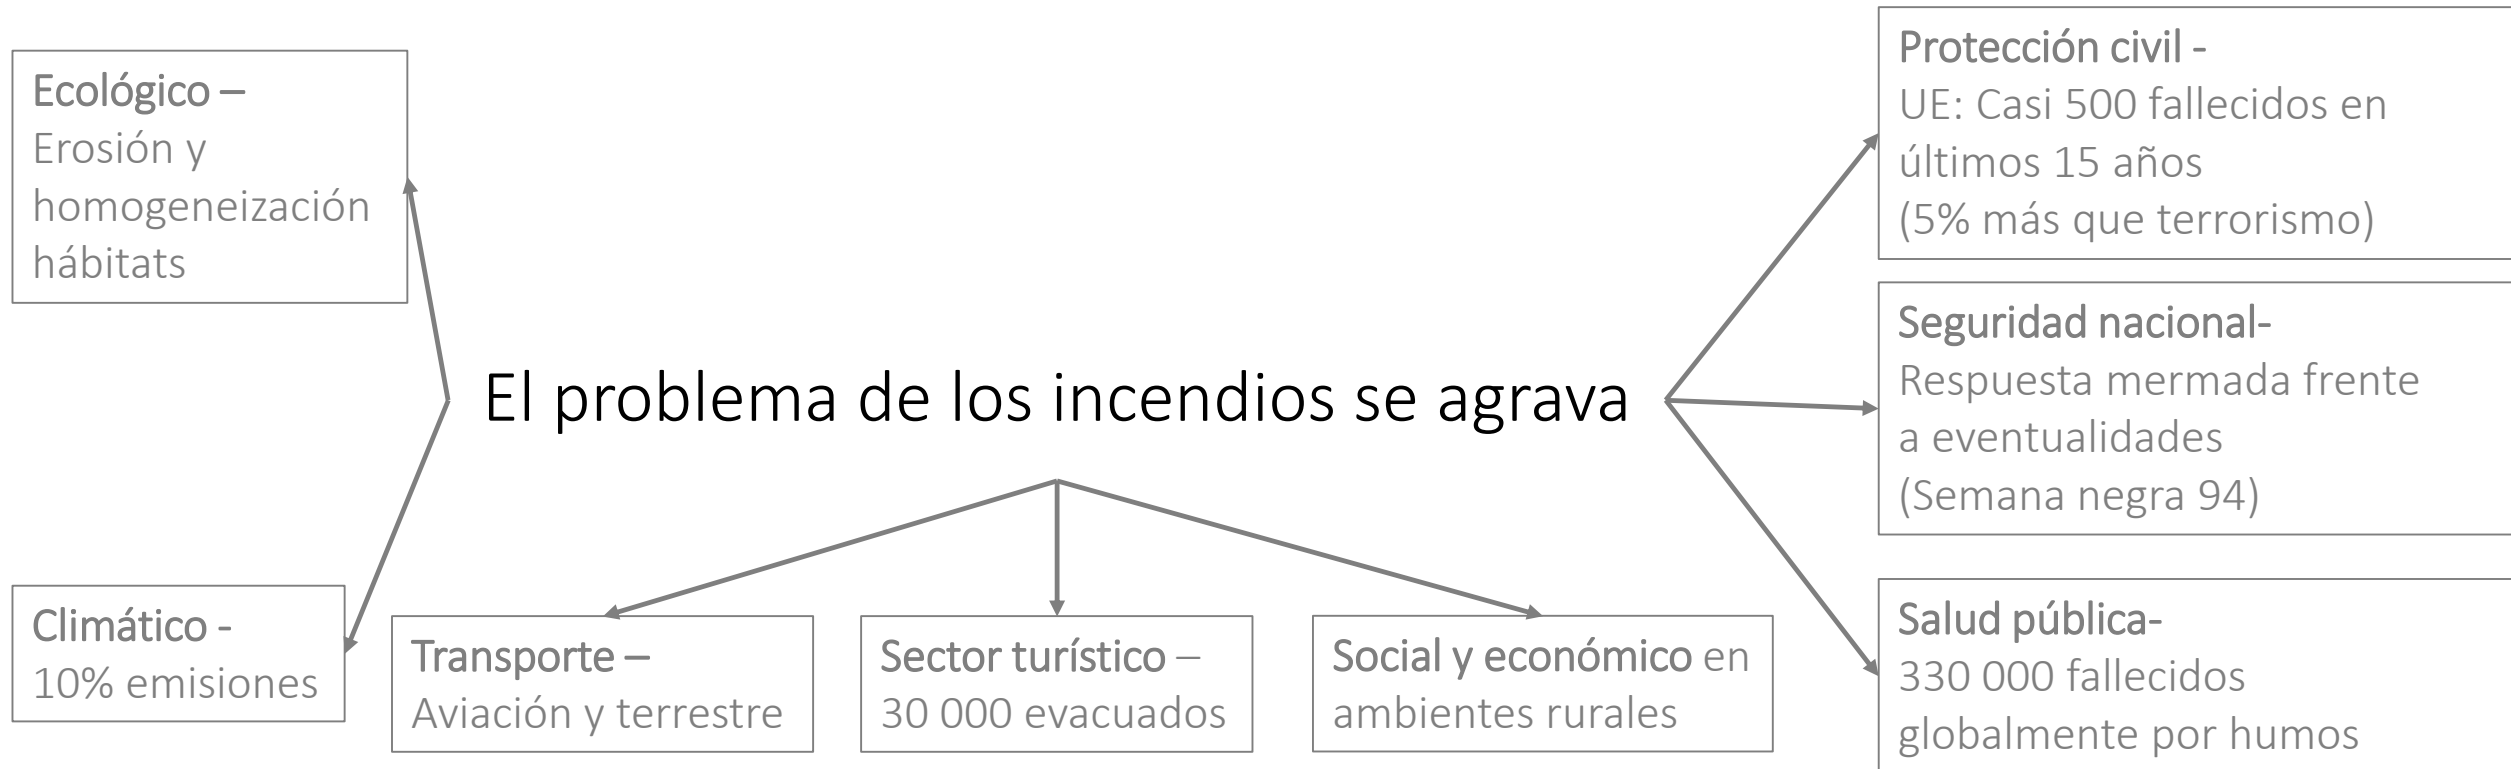 Ecológico –
Erosión y
homogeneización
hábitats
Climático -
10% emisiones
El problema de los incendios se agrava
Transporte –
Aviación y terrestre
Sector turístico –
30 000 evacuados
Social y económico en
ambientes rurales
Protección civil -
UE: Casi 500 fallecidos en
últimos 15 años
(5% más que terrorismo)
Seguridad nacional-
Respuesta mermada frente
a eventualidades
(Semana negra 94)
Salud pública-
330 000 fallecidos
globalmente por humos